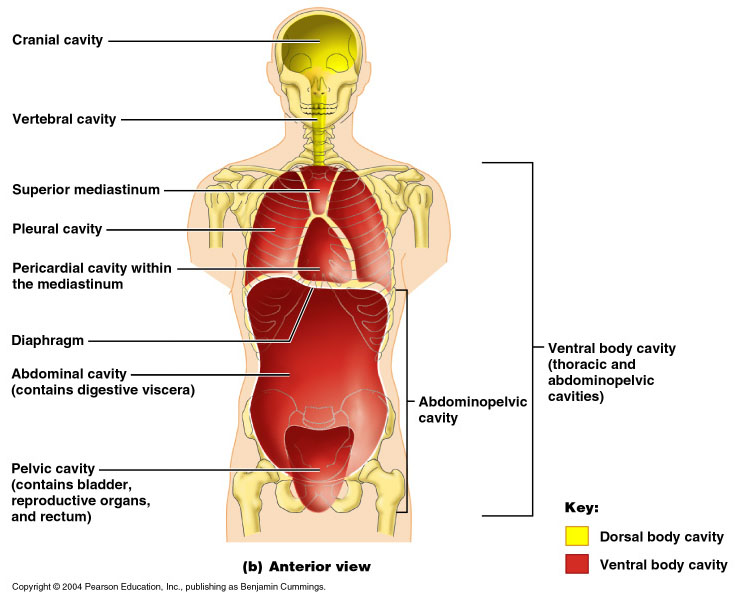 Cranial cavity
Vertebral cavity
Superior mediastinum
Pleural cavity
Pericardial cavity within
the mediastinum
Diaphragm
Abdominal cavity
(contains digestive viscera)
Pelvic cavity
(contains bladder,
reproductive organs,
and rectum)
Abdominopelvic
cavity
Ventral body cavity
(thoracic and
abdominopelvic
cavities)
Key:
Dorsal body cavity
Ventral body cavity
(b) Anterior view
Copyright © 2004 Pearson Education, Inc., publishing as Benjamin Cummings.